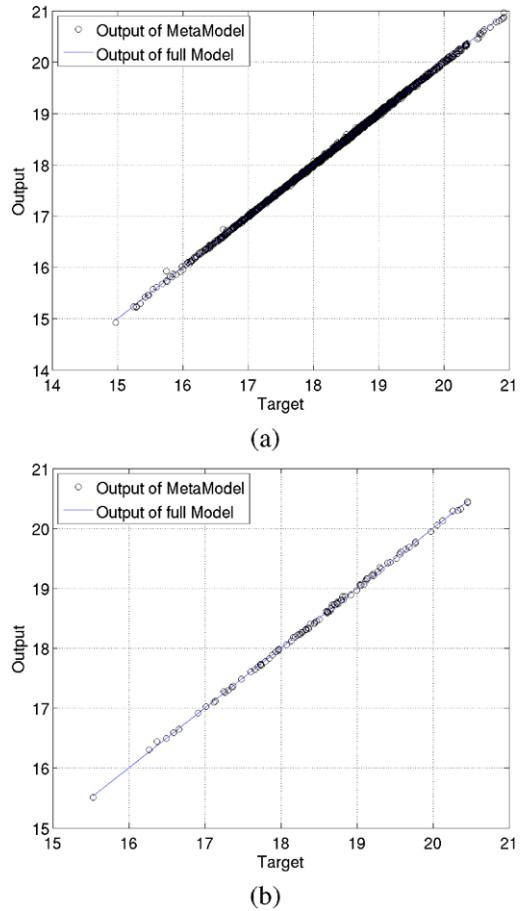 21
20
19
18
17
16
15
14
Output
Output of MetaModel
Output of full Model
14 15 16 17 18 19 20 21
Target
(a)
21
20
19
18
17
16
15
Output
Output of MetaModel
Output of full Model
15 16 17 18 19 20 21
Target
(b)